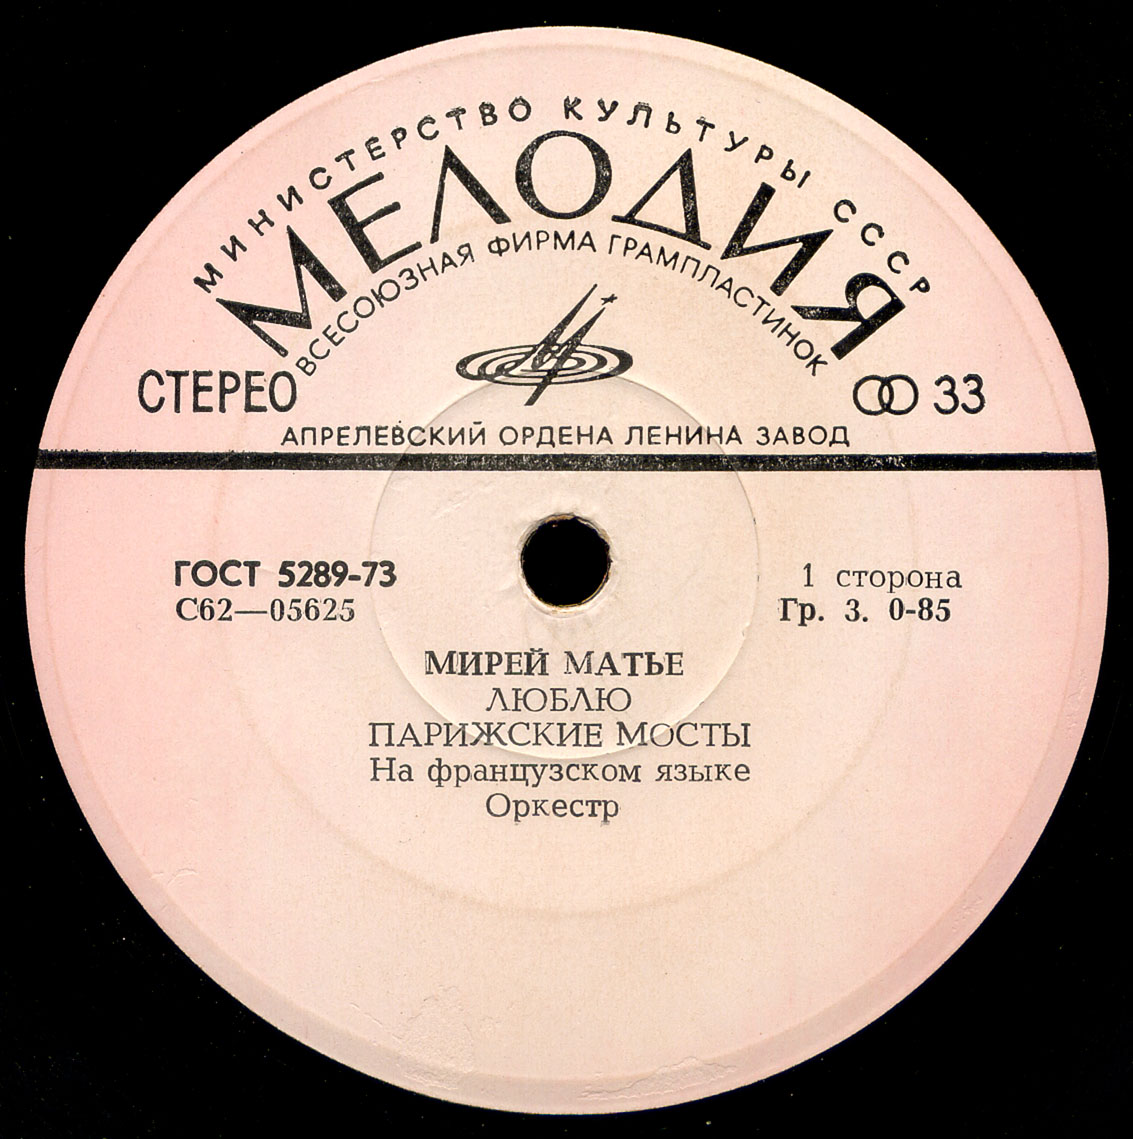 МИНИСТЕРСТВО КУЛЬТУРЫ СССР
МЕЛОДИЯ
ВСЕСОЮЗНАЯ ФИРМА ГРАМПЛАСТИНОК
СТЕРЕО
33
АПРЕЛЕВСКИЙ ОРДЕНА ЛЕНИНА ЗАВОД
ГОСТ 5289-73
С62—05625
1 сторона
Гр. 3. 0-85
МИРЕЙ МАТЬЕ
ЛЮБЛЮ
ПАРИЖСКИЕ МОСТЫ
На французском языке
Оркестр